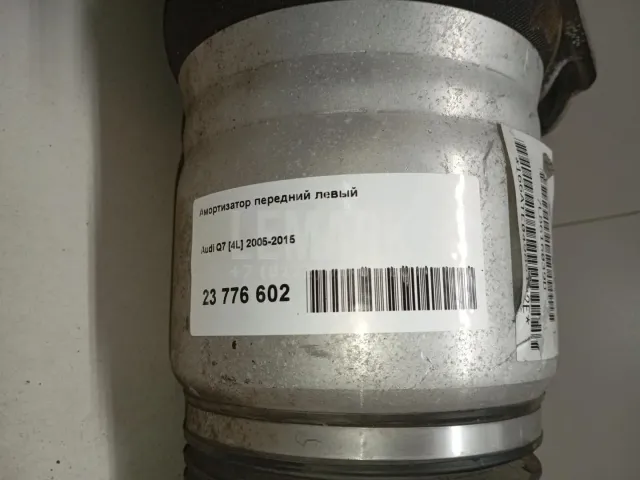 Амортизатор передний левый
Audi Q7 [4L] 2005-2015
23 776 602